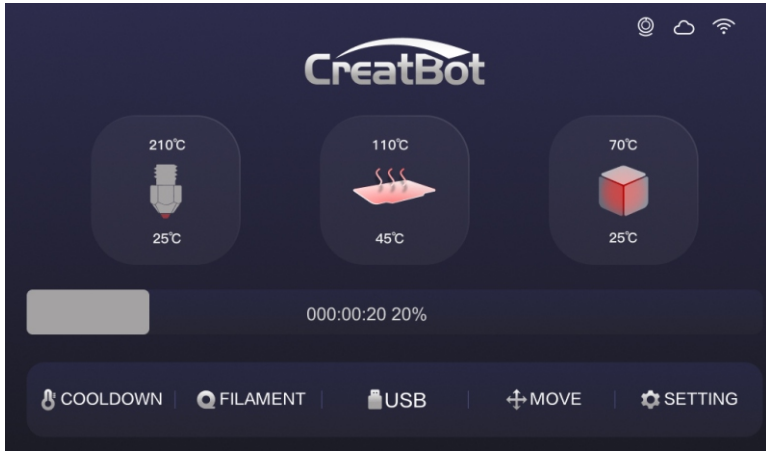 CreatBot
210℃ 110℃ 70℃
25℃ 45℃ 25℃
000:00:20 20%
COOLDOWN FILAMENT USB MOVE SETTING